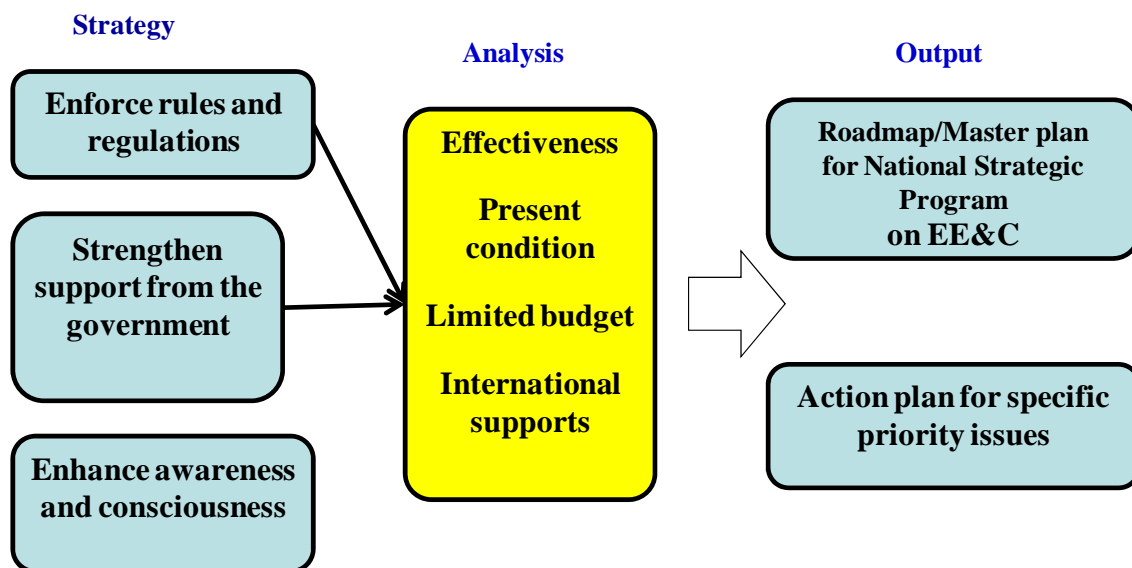 Strategy
Enforce rules and
regulations
Strengthen
support from the
government
Enhance awareness
and consciousness
Analysis
Effectiveness
Present
condition
Limited budget
International
supports
Output
Roadmap/Master plan
for National Strategic
Program
on EE&C
Action plan for specific
priority issues